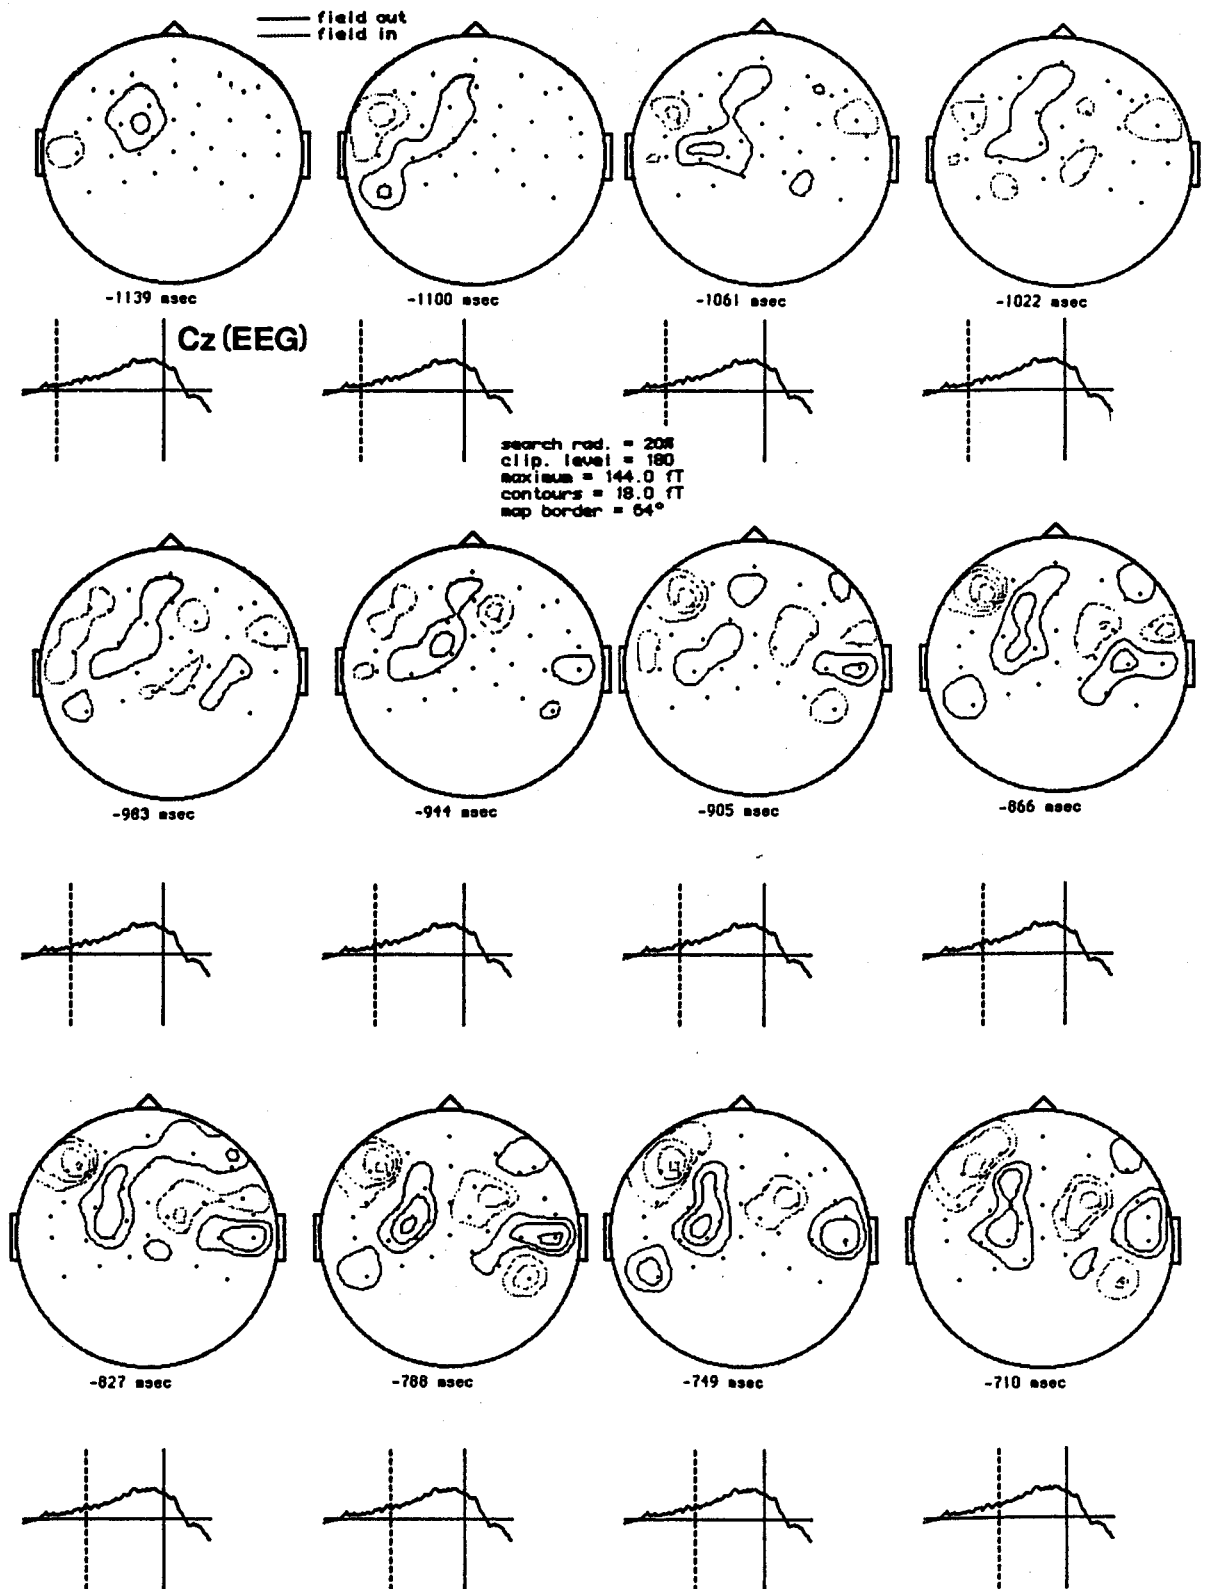 field out
field in
-1139 msec
-1100 msec
-1061 msec
-1022 msec
Cz (EEG)
search rad. = 20%
clip. level = 180
maximum = 144.0 fT
contours = 18.0 fT
map border = 64°
-983 msec
-944 msec
-905 msec
-866 msec
-827 msec
-788 msec
-749 msec
-710 msec